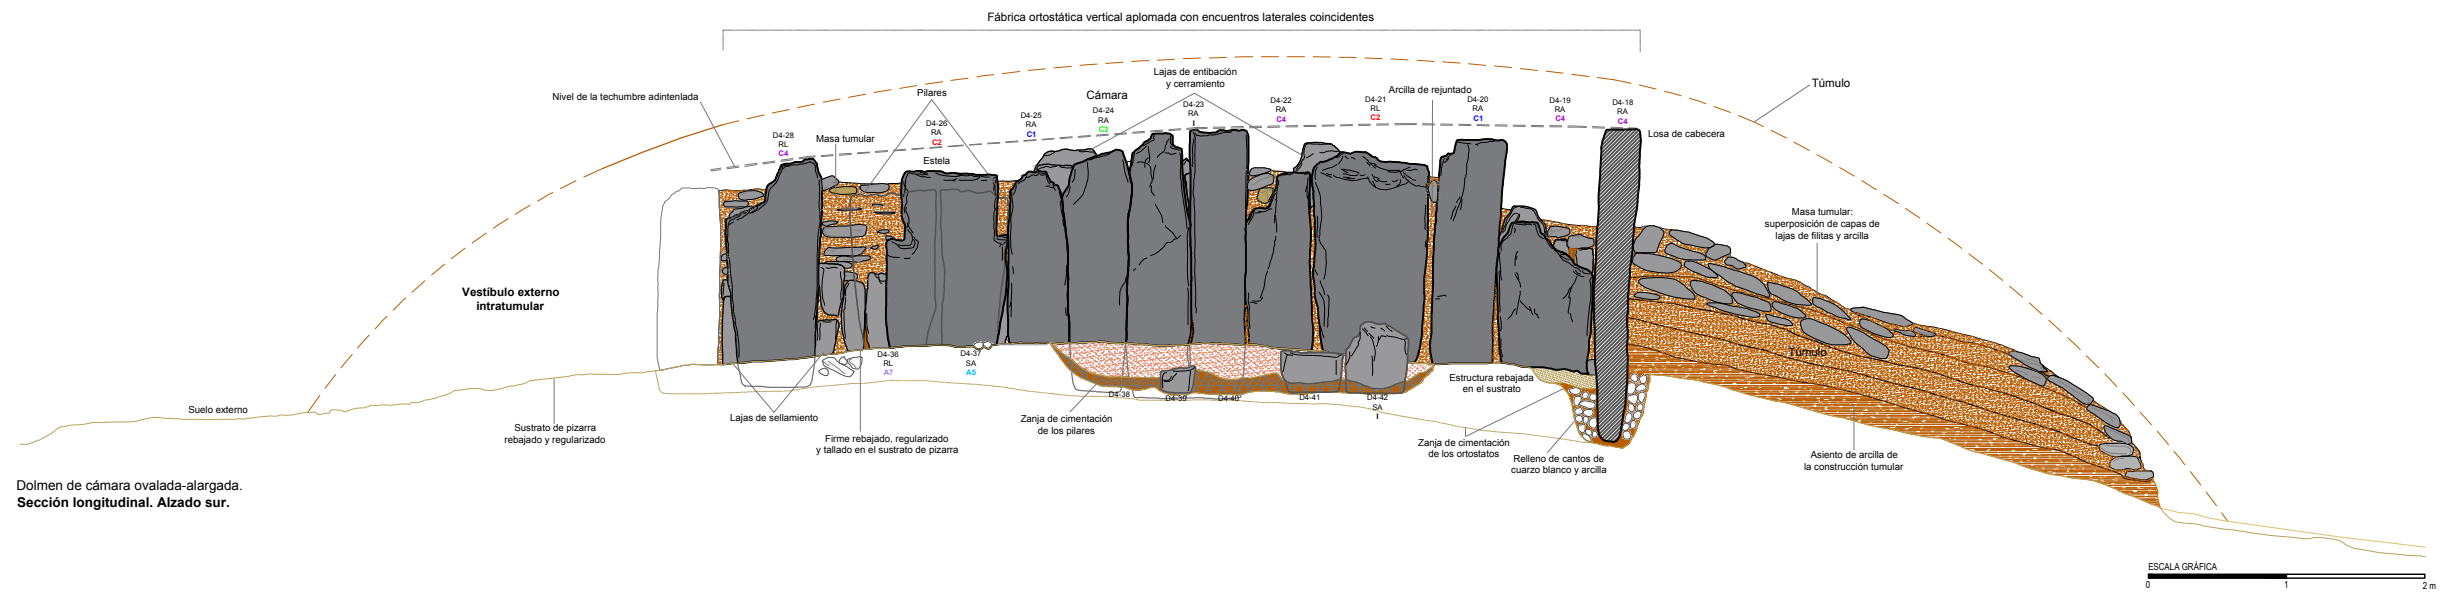 Fábrica ortostática vertical aplomada con encuentros laterales coincidentes
Lajas de entibación
y cerramiento
Túmulo
Nivel de la techumbre adintenlada
Pilares
Cámara
Arcilla de rejuntado
D4-28
RL
C4
Masa tumular
D4-26
RA
C2
Estela
D4-25
RA
C1
D4-24
RA
C3
D4-23
RA
I
D4-22
RA
C4
D4-21
RL
C2
D4-20
RA
C1
D4-19
RA
C4
D4-18
RA
C4
Losa de cabecera
Masa tumular:
superposición de capas de
lajas de filitas y arcilla
Vestíbulo externo
intratumular
Túmulo
D4-36
RL
A7
D4-37
SA
A5
Estructura rebajada
en el sustrato
D4-38
D4-39
D4-40
D4-41
D4-42
SA
I
Suelo externo
Sustrato de pizarra
rebajado y regularizado
Lajas de sellamiento
Firme rebajado, regularizado
y tallado en el sustrato de pizarra
Zanja de cimentación
de los pilares
Zanja de cimentación
de los ortostatos
Relleno de cantos de
cuarzo blanco y arcilla
Asiento de arcilla de
la construcción tumular
Dolmen de cámara ovalada-alargada.
Sección longitudinal. Alzado sur.
ESCALA GRÁFICA
0 1 2 m